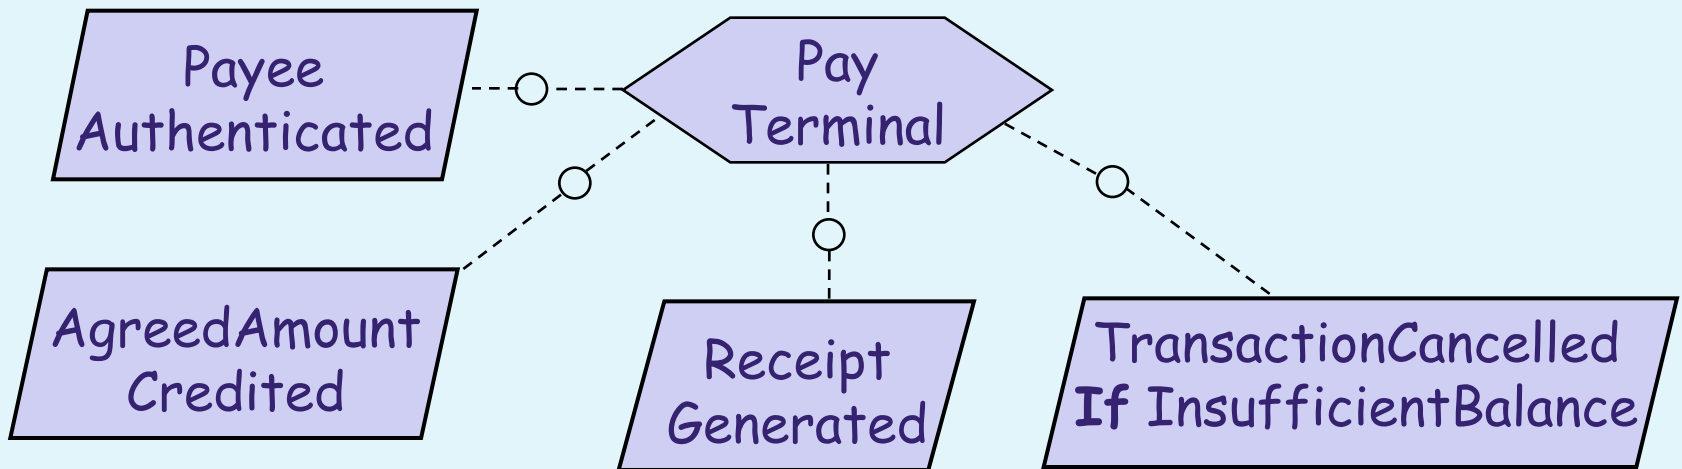 Payee
Authenticated
Pay
Terminal
AgreedAmount
Credited
Receipt
Generated
TransactionCancelled
If InsufficientBalance